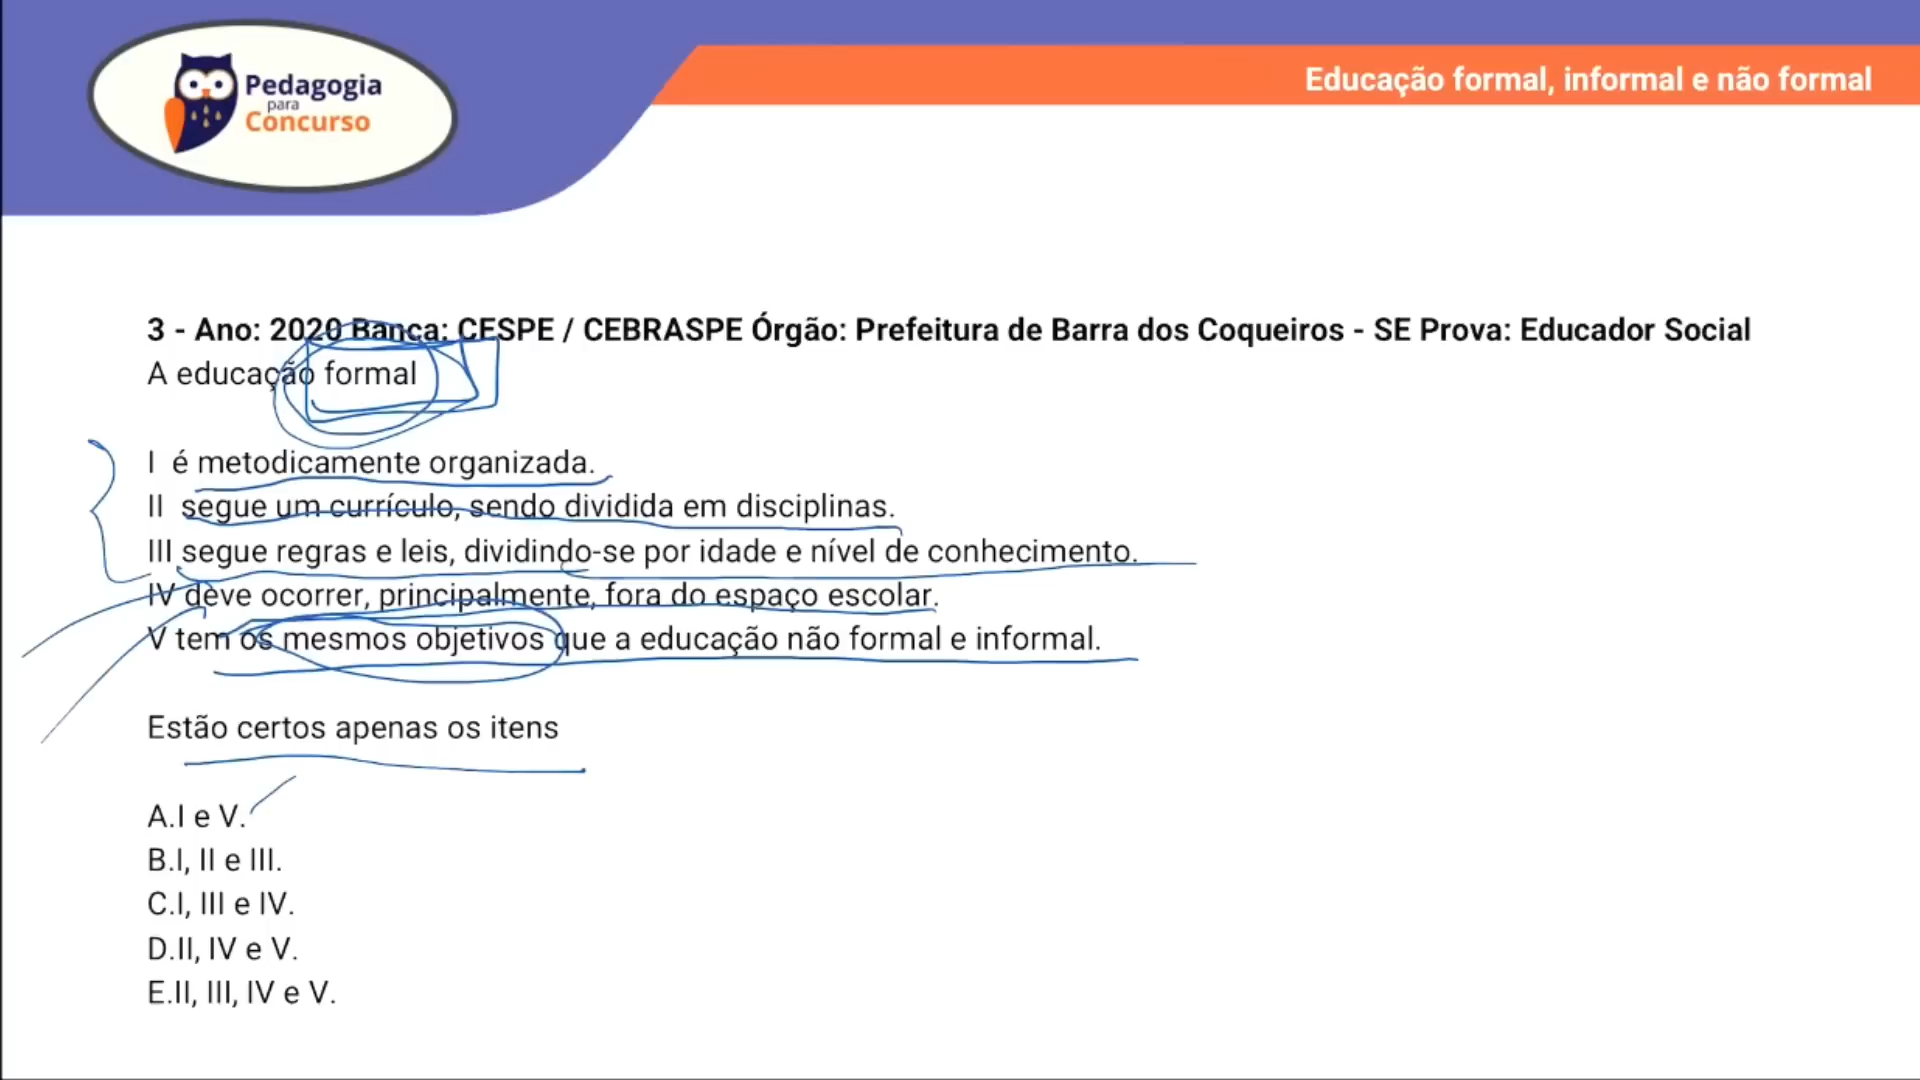 Pedagogia
para
Concurso
Educação formal, informal e não formal
3 - Ano: 2020 Banca: CESPE / CEBRASPE Órgão: Prefeitura de Barra dos Coqueiros - SE Prova: Educador Social
A educação formal
I é metodicamente organizada.
II segue um currículo, sendo dividida em disciplinas.
III segue regras e leis, dividindo-se por idade e nível de conhecimento.
IV deve ocorrer, principalmente, fora do espaço escolar.
V tem os mesmos objetivos que a educação não formal e informal.
Estão certos apenas os itens
A.I e V.
B.I, II e III.
C.I, III e IV.
D.II, IV e V.
E.II, III, IV e V.